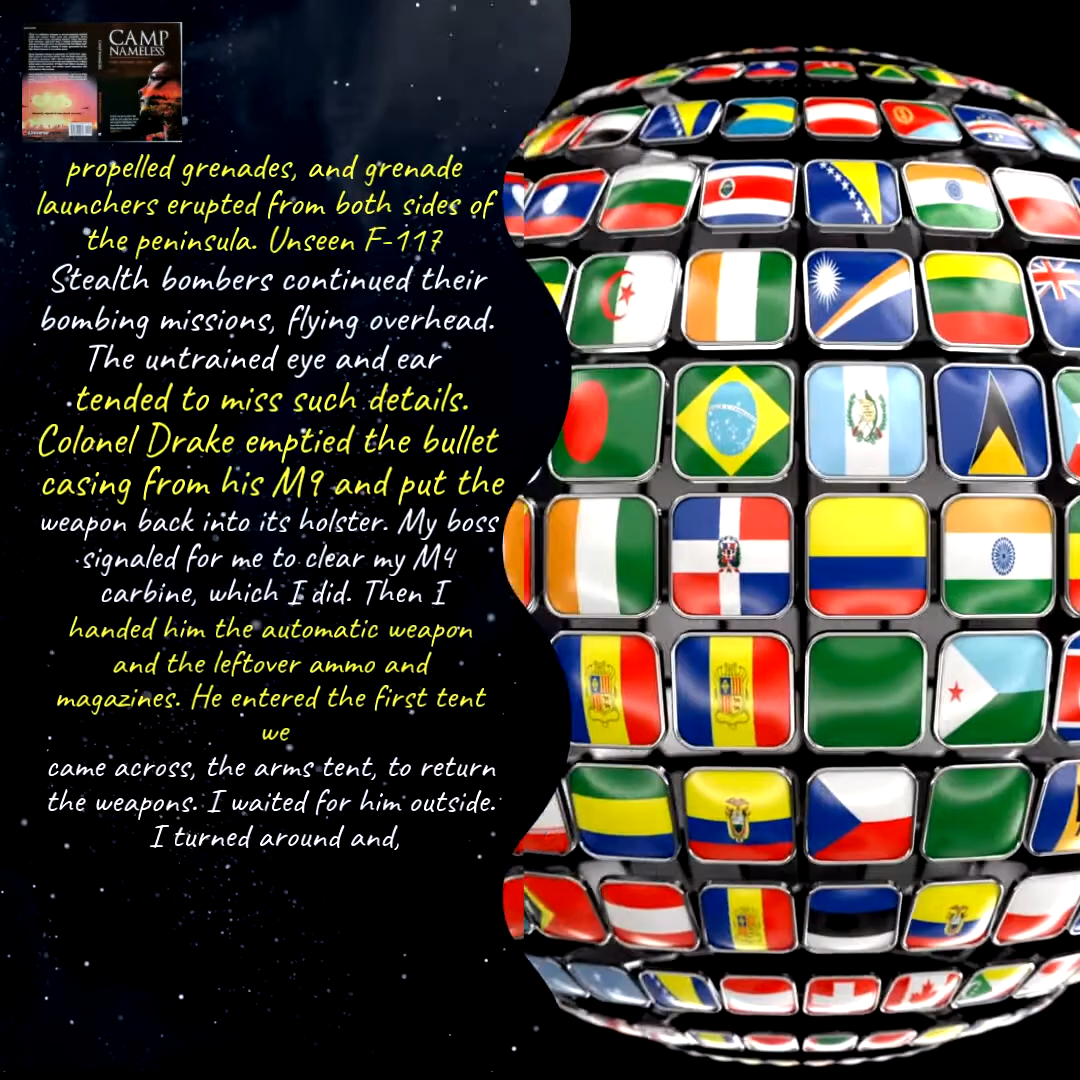 CAMP
NAMELESS
propelled grenades, and grenade
launchers erupted from both sides of
the peninsula. Unseen F-117
Stealth bombers continued their
bombing missions, flying overhead.
The untrained eye and ear
tended to miss such details.
Colonel Drake emptied the bullet
casing from his M9 and put the
weapon back into its holster. My boss
signaled for me to clear my M4
carbine, which I did. Then I
handed him the automatic weapon
and the leftover ammo and
magazines. He entered the first tent
we
came across, the arms tent, to return
the weapons. I waited for him outside.
I turned around and,